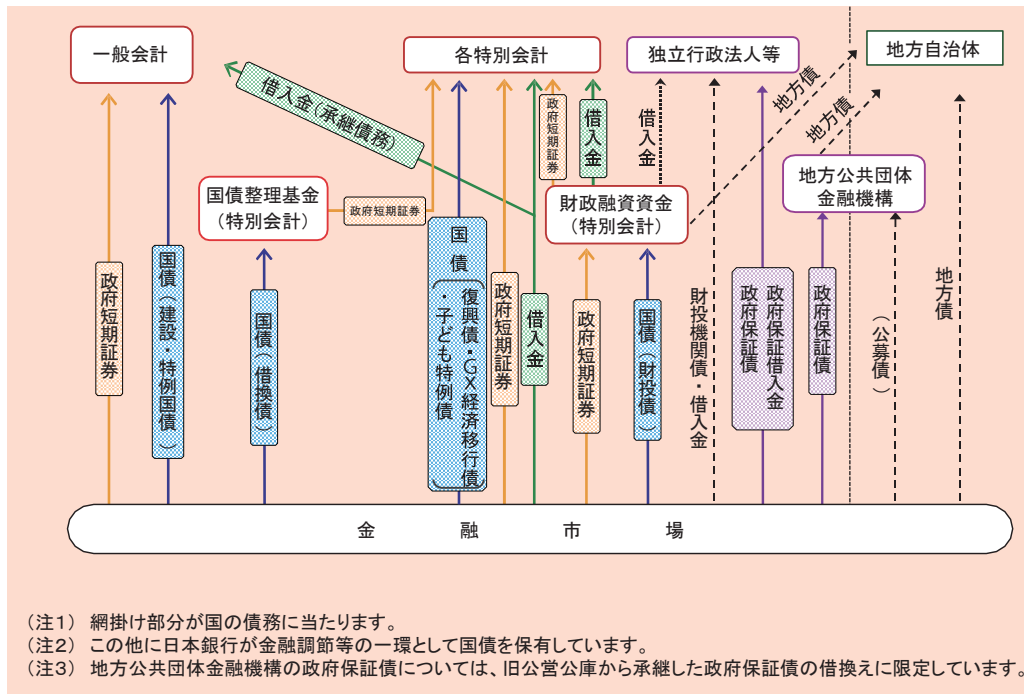 一般会計
各特別会計
独立行政法人等
地方自治体
借入金(承継債務)
政府短期証券
借入金
借入金
地方債
地方債
国債整理基金
（特別会計）
政府短期証券
財政融資資金
（特別会計）
地方公共団体
金融機構
政府短期証券
国債（建設・特例国債）
国債（借換債）
国債
（復興債・GX経済移行債
・子ども特例債）
政府短期証券
借入金
政府短期証券
国債（財投債）
財投機関債・借入金
政府保証借入金
政府保証債
政府保証債
（公募債）
地方債
金融市場
（注1） 網掛け部分が国の債務に当たります。
（注2） この他に日本銀行が金融調節等の一環として国債を保有しています。
（注3） 地方公共団体金融機構の政府保証債については、旧公営公庫から承継した政府保証債の借換えに限定しています。